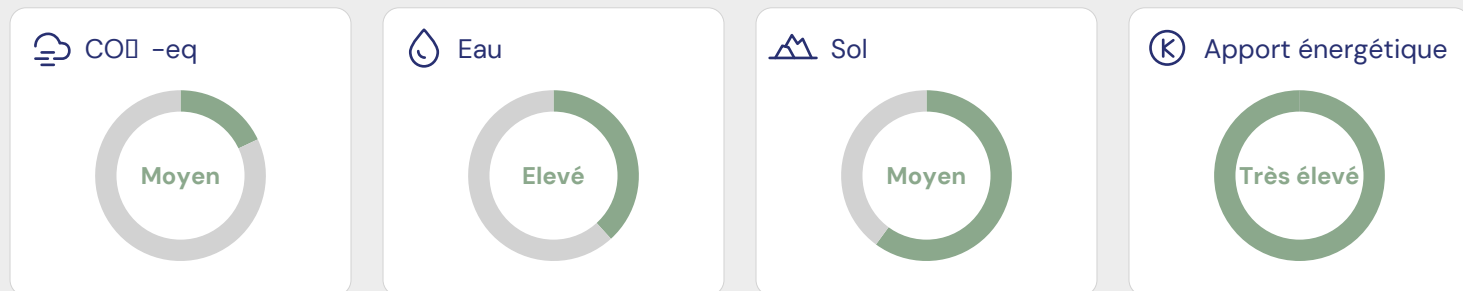 CO▯ -eq
Eau
Sol
Apport énergétique
Moyen
Elevé
Moyen
Très élevé